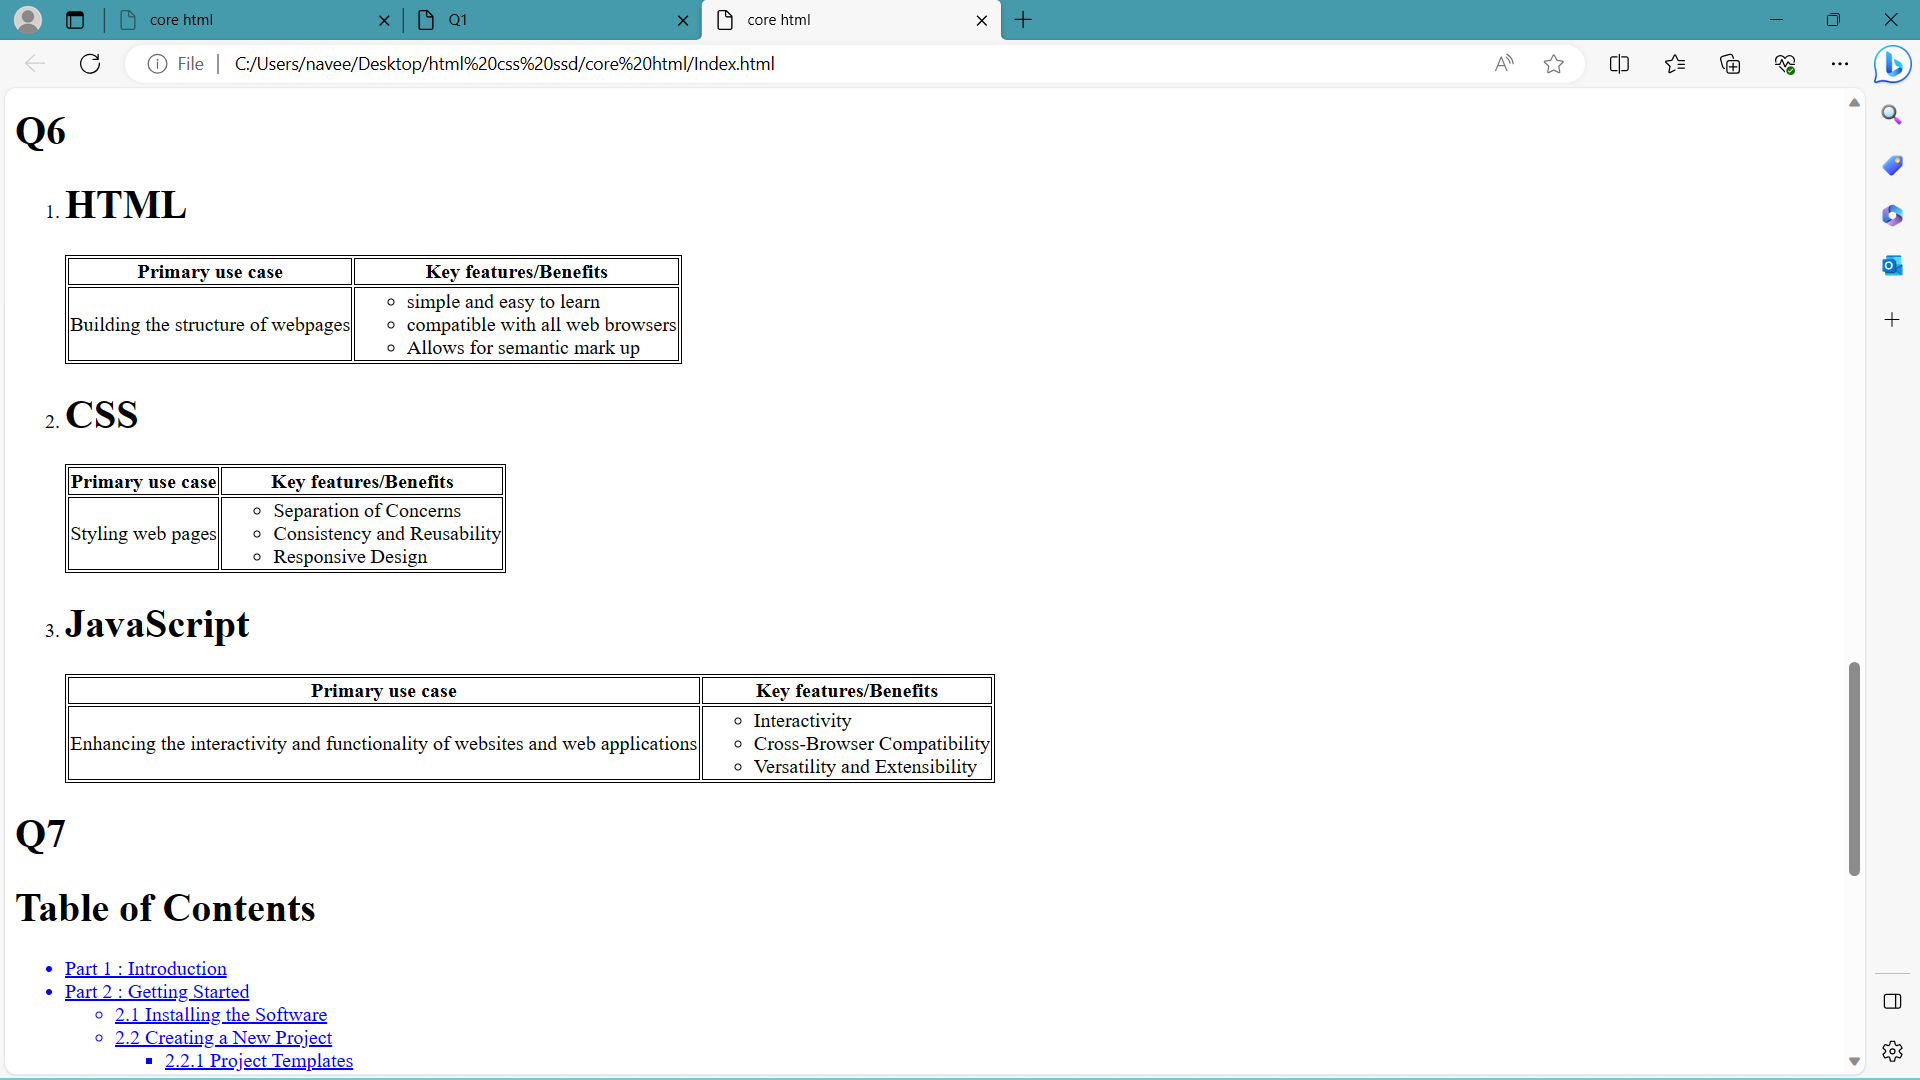 core html
Q1
core html
File
C:/Users/navee/Desktop/html%20css%20ssd/core%20html/Index.html
Q6
1. HTML
Primary use case Key features/Benefits
Building the structure of webpages
simple and easy to learn
compatible with all web browsers
Allows for semantic mark up
2. CSS
Primary use case Key features/Benefits
Styling web pages
Separation of Concerns
Consistency and Reusability
Responsive Design
3. JavaScript
Primary use case Key features/Benefits
Enhancing the interactivity and functionality of websites and web applications
Interactivity
Cross-Browser Compatibility
Versatility and Extensibility
Q7
Table of Contents
Part 1 : Introduction
Part 2 : Getting Started
2.1 Installing the Software
2.2 Creating a New Project
2.2.1 Project Templates